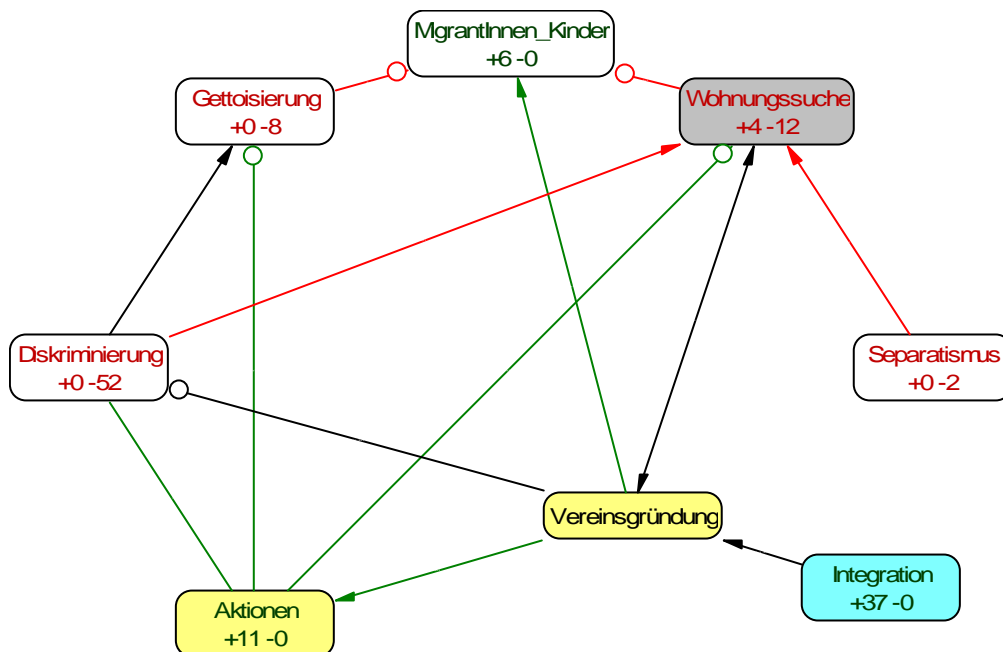 MgrantInnen_Kinder
+6 -0
Gettoisierung
+0 -8
Wohnungssuche
+4 -12
Diskriminierung
+0 -52
Separatismus
+0 -2
Vereinsgründung
Integration
+37 -0
Aktionen
+11 -0